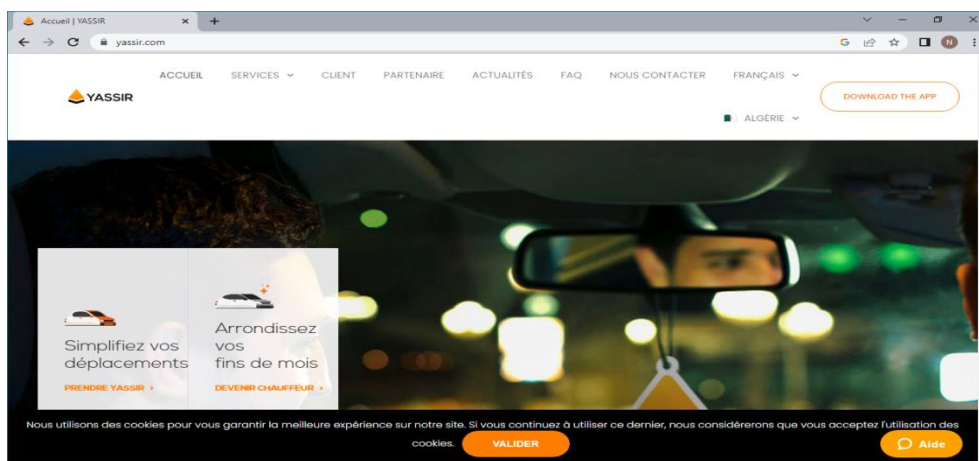 Accueil | YASSIR
yassir.com
N
ACCUEIL SERVICES CLIENT PARTENAIRE ACTUALITÉS FAQ NOUS CONTACTER FRANÇAIS
YASSIR
DOWNLOAD THE APP
ALGÉRIE
Simplifiez vos
déplacements
PRENDRE YASSIR
Arrondissez
vos
fins de mois
DEVENIR CHAUFFEUR
Nous utilisons des cookies pour vous garantir la meilleure expérience sur notre site. Si vous continuez à utiliser ce dernier, nous considérerons que vous acceptez l'utilisation des
cookies. VALIDER
Aide